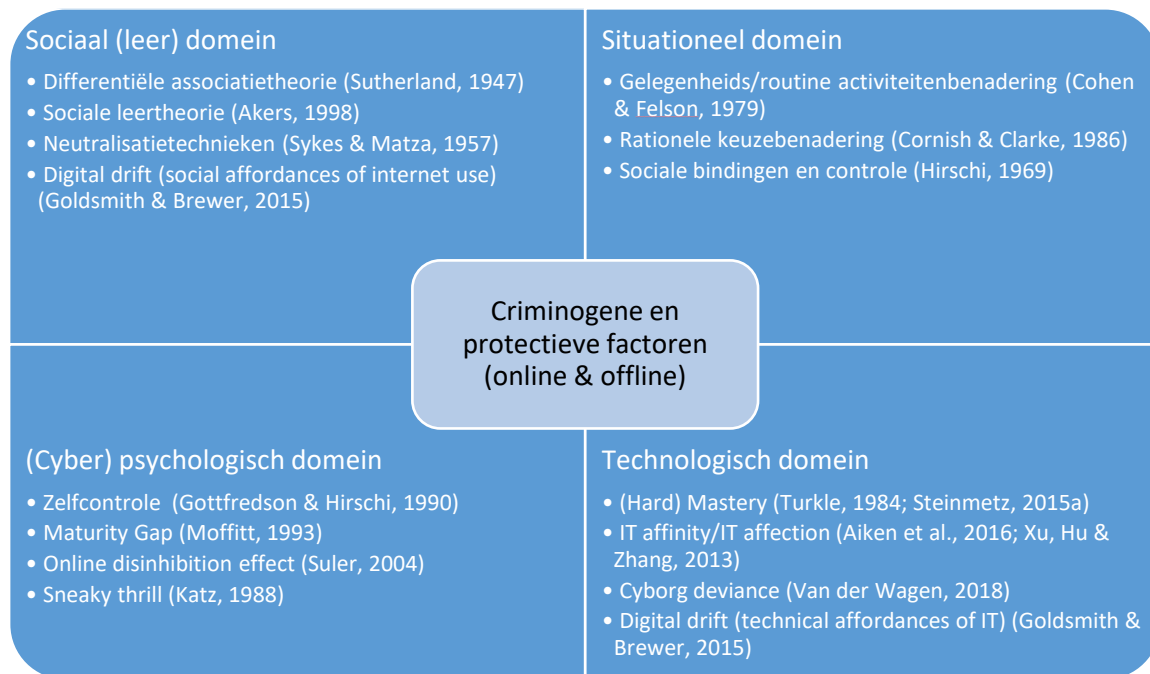 Sociaal (leer) domein
• Differentiële associatietheorie (Sutherland, 1947)
• Sociale leertheorie (Akers, 1998)
• Neutralisatietechnieken (Sykes & Matza, 1957)
• Digital drift (social affordances of internet use)
(Goldsmith & Brewer, 2015)
Situationeel domein
• Gelegenheids/routine activiteitenbenadering (Cohen
& Felson, 1979)
• Rationele keuzebenadering (Cornish & Clarke, 1986)
• Sociale bindingen en controle (Hirschi, 1969)
Criminogene en
protectieve factoren
(online & offline)
(Cyber) psychologisch domein
• Zelfcontrole (Gottfredson & Hirschi, 1990)
• Maturity Gap (Moffitt, 1993)
• Online disinhibition effect (Suler, 2004)
• Sneaky thrill (Katz, 1988)
Technologisch domein
• (Hard) Mastery (Turkle, 1984; Steinmetz, 2015a)
• IT affinity/IT affection (Aiken et al., 2016; Xu, Hu &
Zhang, 2013)
• Cyborg deviance (Van der Wagen, 2018)
• Digital drift (technical affordances of IT) (Goldsmith &
Brewer, 2015)